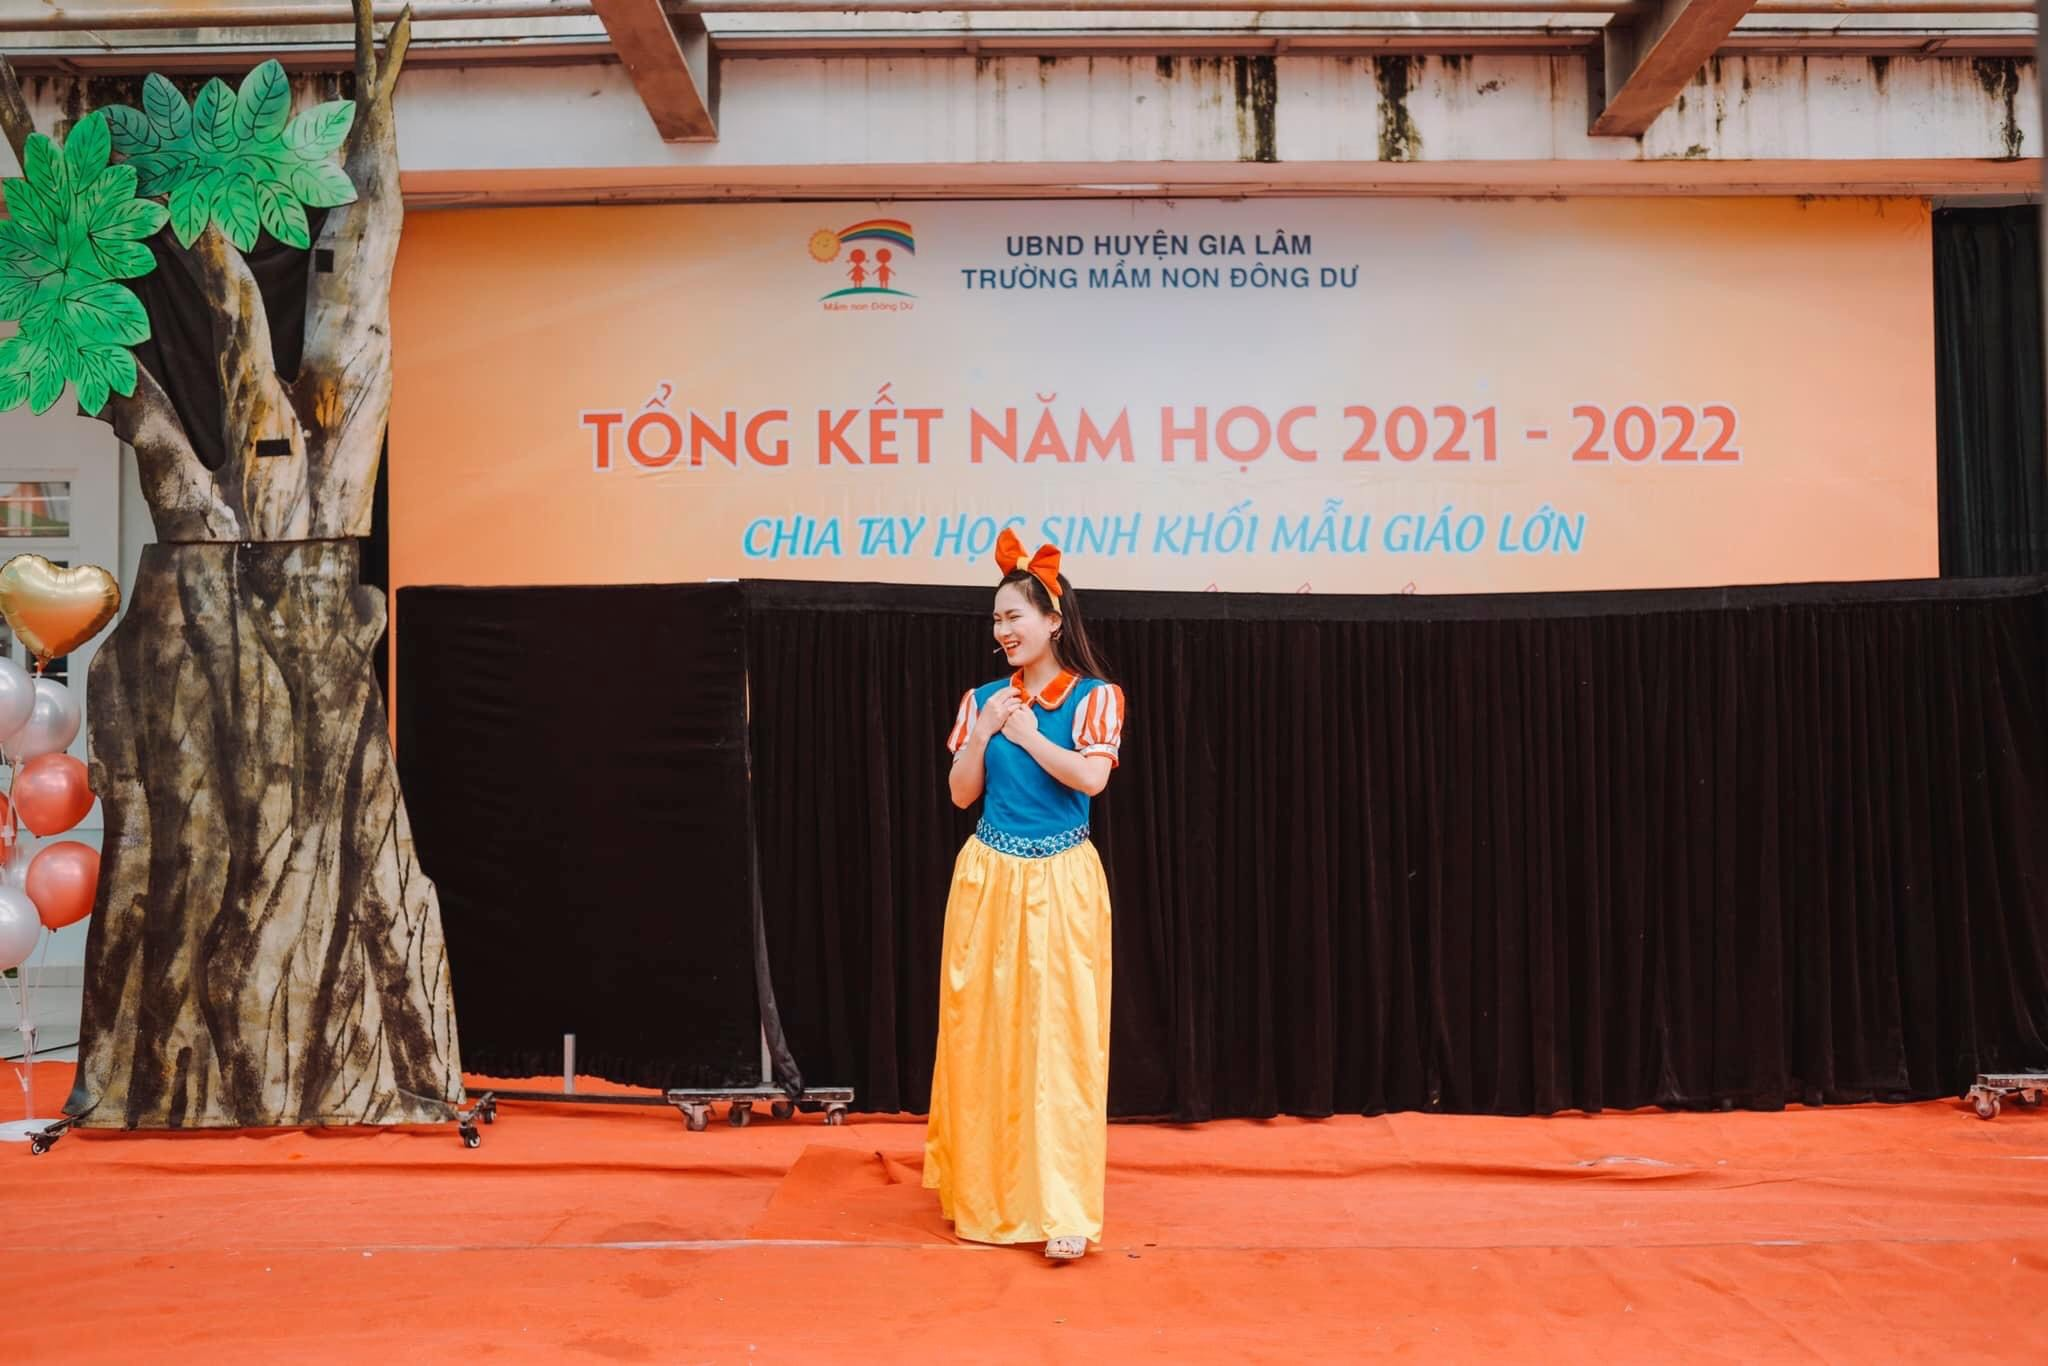 UBND HUYỆN GIA LÂM
TRƯỜNG MẦM NON ĐÔNG DƯ
Mầm non Đông Dư
TỔNG KẾT NĂM HỌC 2021 - 2022
CHIA TAY HỌC SINH KHỐI MẪU GIÁO LỚN